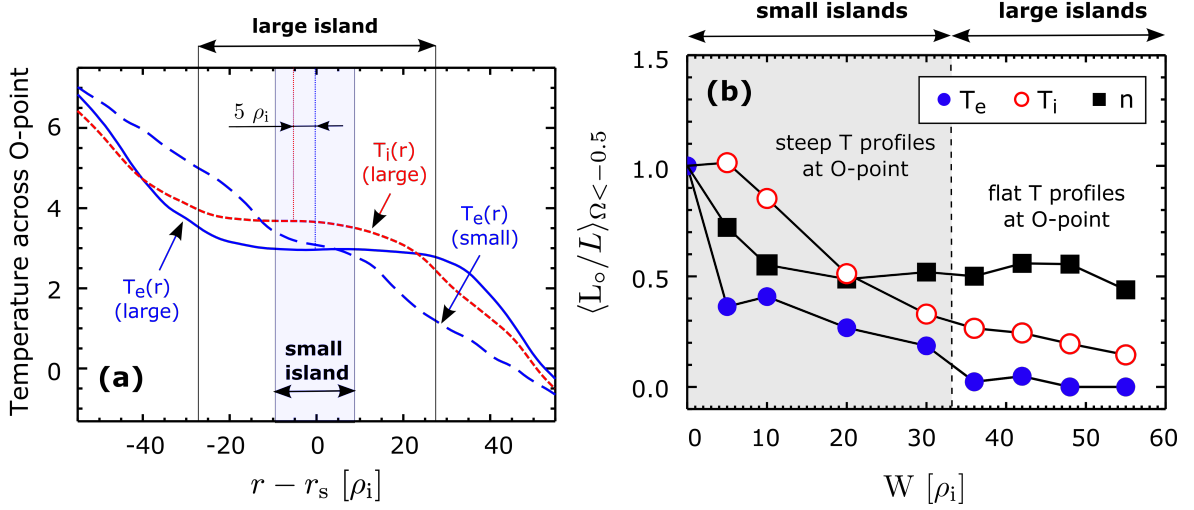 large island
Temperature across O-point
6
4
2
0
5 ρi
Ti(r)
(large)
Te(r)
(small)
Te(r)
(large)
small
island
(a)
-40
-20
0
20
40
r − rs [ρi]
small islands
large islands
⟨L○/L⟩Ω<−0.5
1.5
1.0
0.5
0.0
(b)
Te
Ti
n
steep T profiles
at O-point
flat T profiles
at O-point
0
10
20
30
40
50
60
W [ρi]